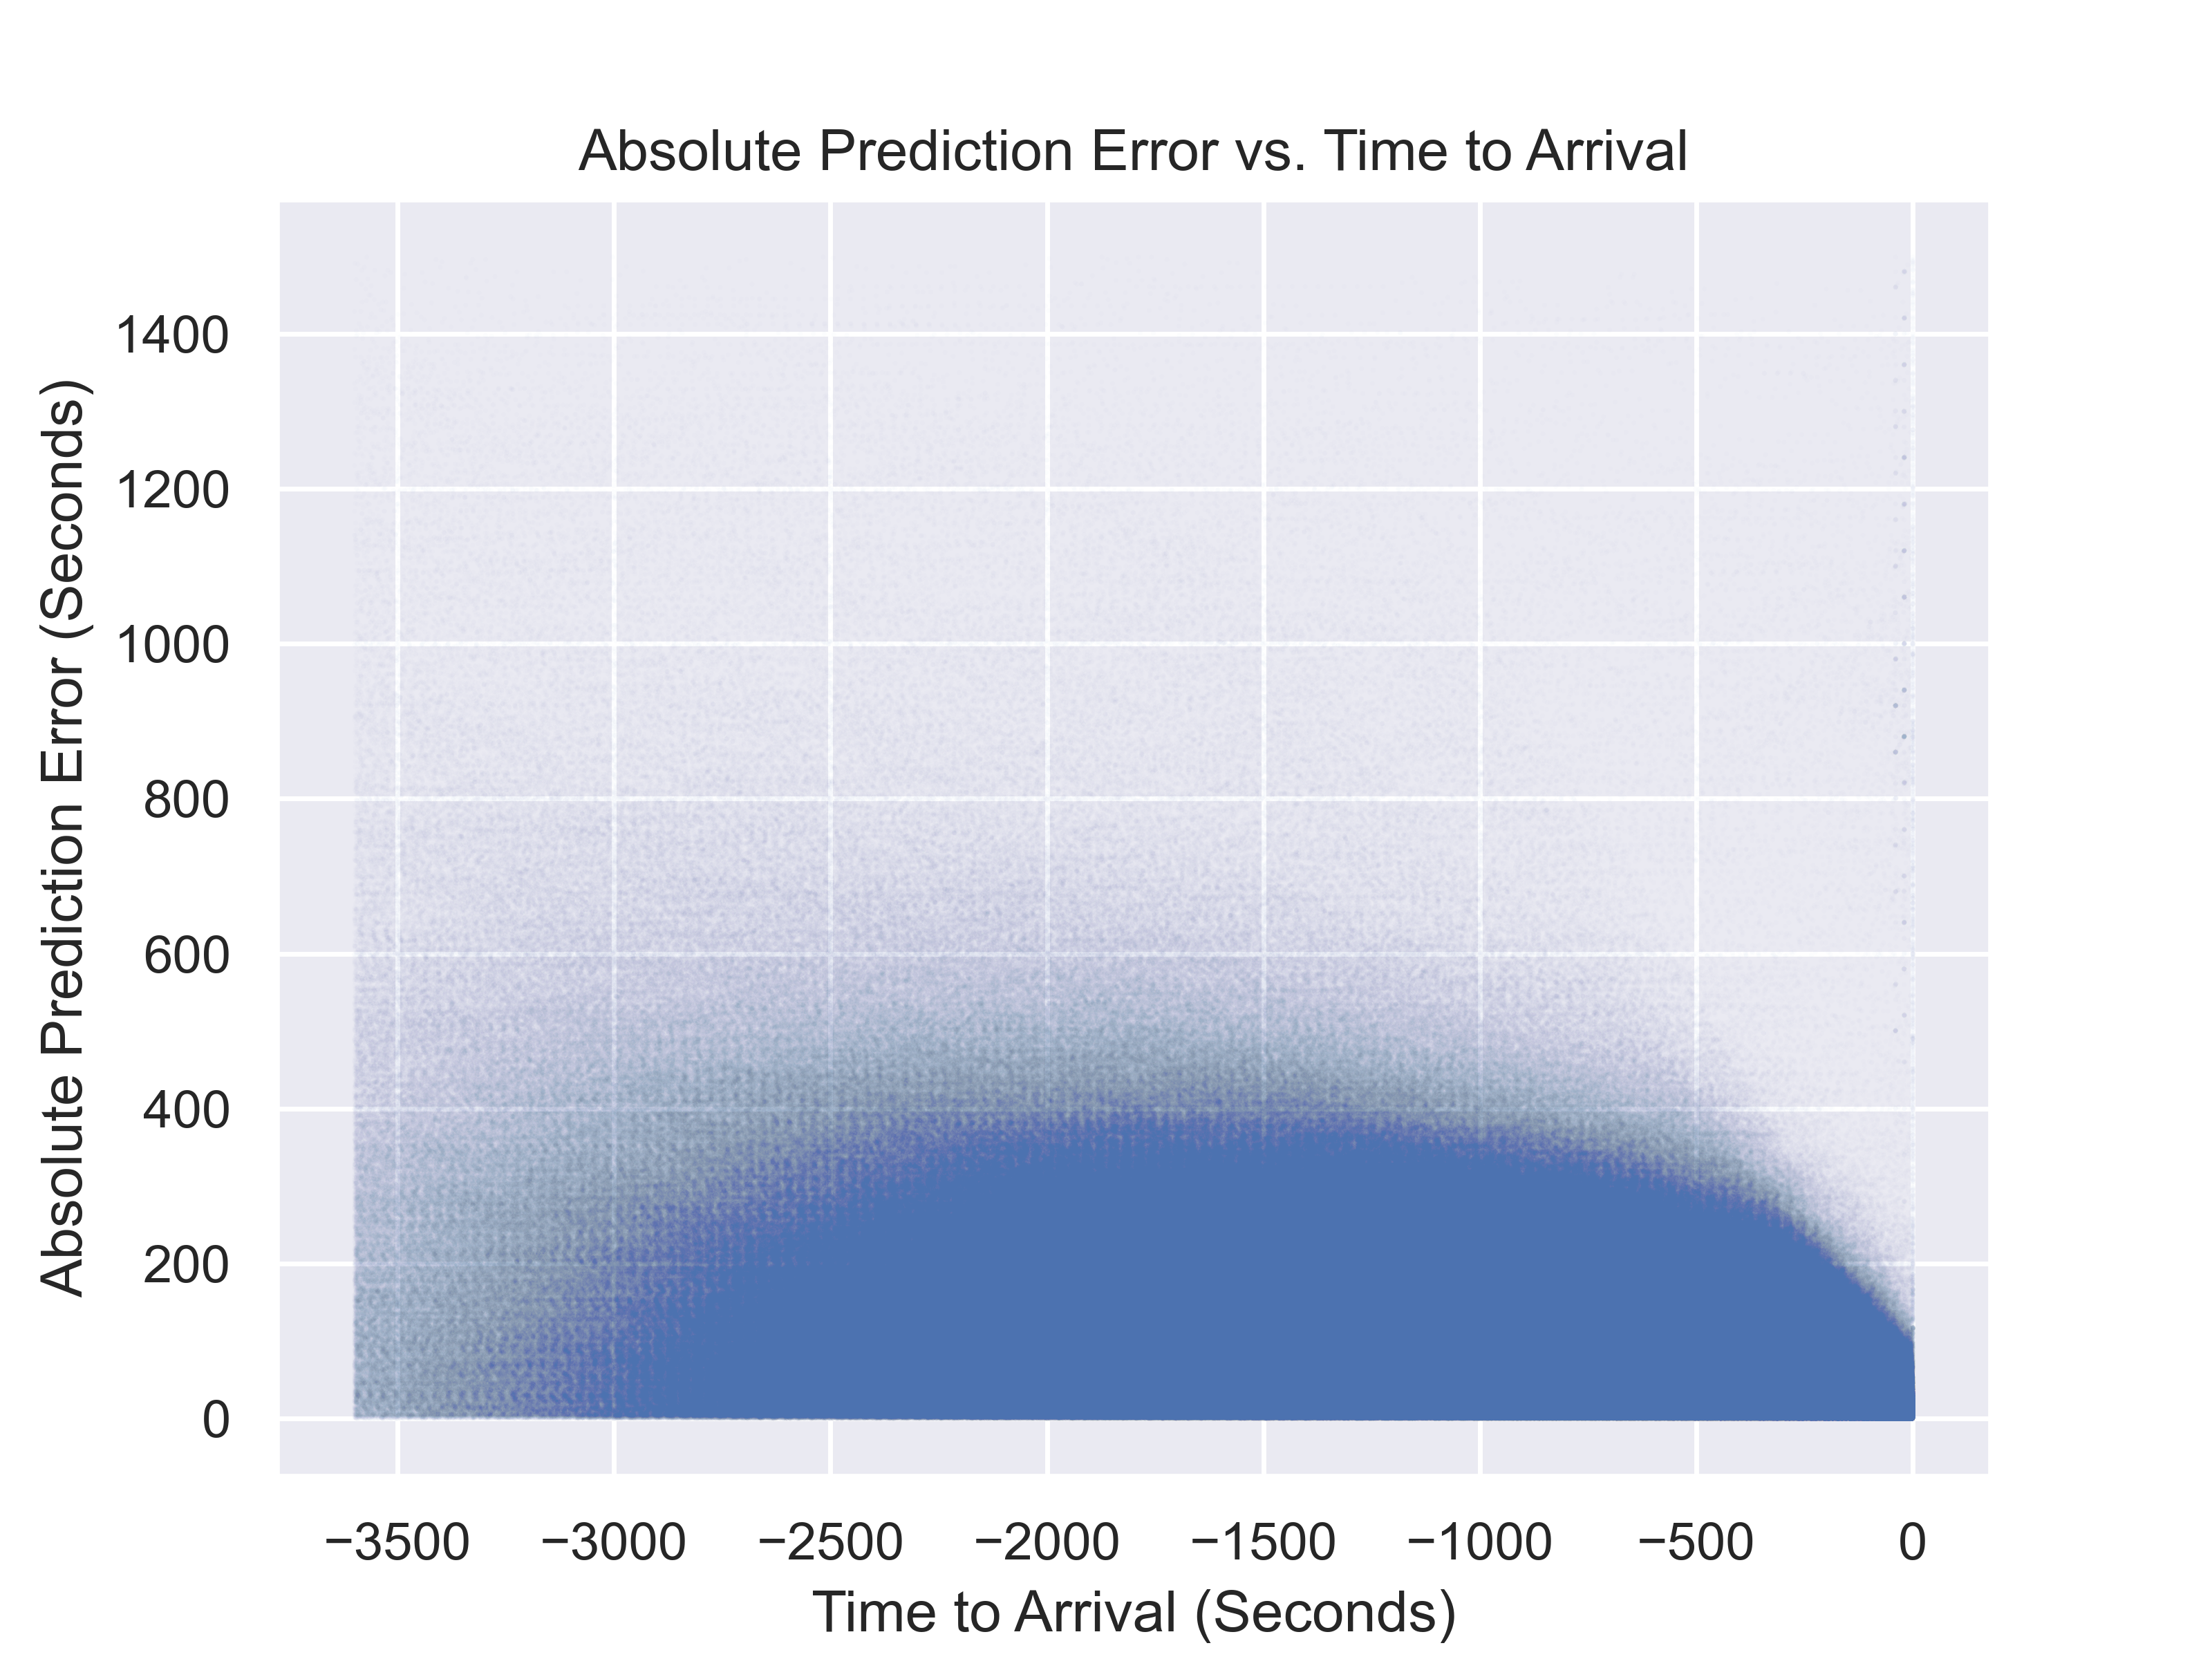 Absolute Prediction Error vs. Time to Arrival
Absolute Prediction Error (Seconds)
1400
1200
1000
800
600
400
200
0
−3500 −3000 −2500 −2000 −1500 −1000 −500 0
Time to Arrival (Seconds)